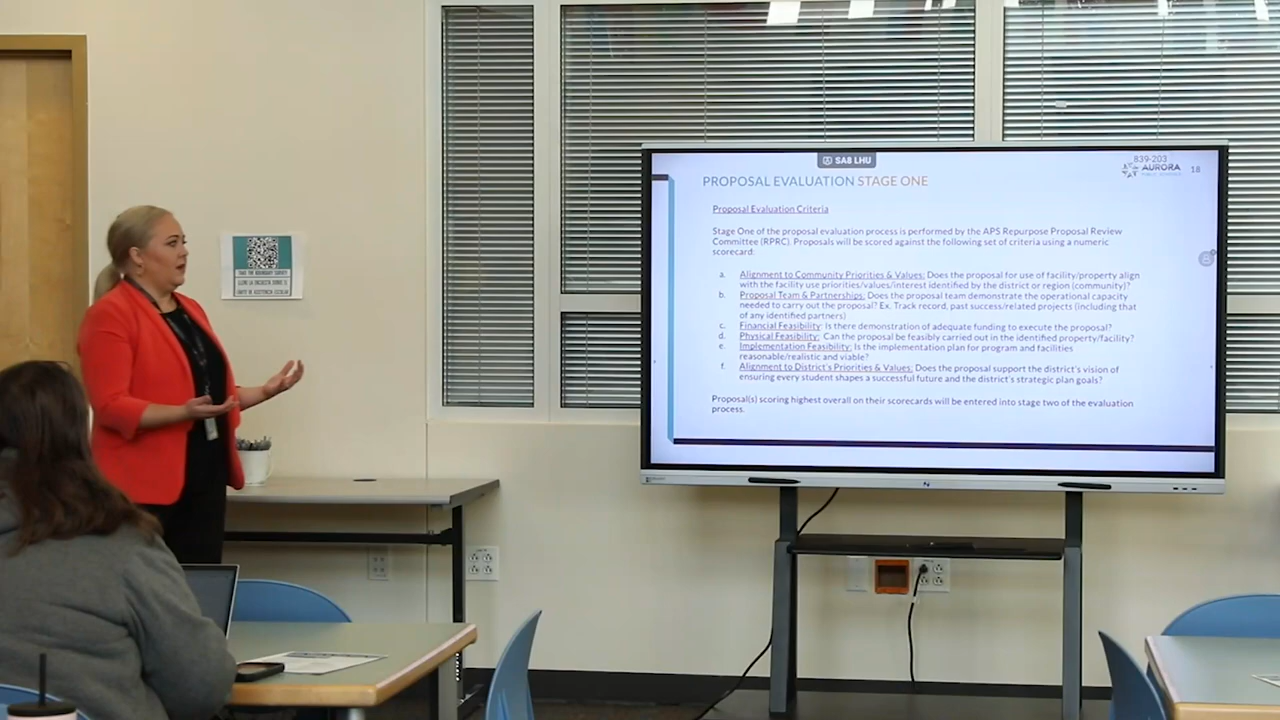 SAB LHU
839-203
AURORA
18
PROPOSAL EVALUATION STAGE ONE
Proposal Evaluation Criteria
Stage One of the proposal evaluation process is performed by the APS Repurpose Proposal Review
Committee (RPRC). Proposals will be scored against the following set of criteria using a numeric
scorecard:
a. Alignment to Community Priorities & Values: Does the proposal for use of facility/property align
with the facility use priorities/values/interest identified by the district or region (community)?
b. Proposal Team & Partnerships: Does the proposal team demonstrate the operational capacity
needed to carry out the proposal? Ex. Track record, past success/related projects (including that
of any identified partners)
c. Financial Feasibility: Is there demonstration of adequate funding to execute the proposal?
d. Physical Feasibility: Can the proposal be feasibly carried out in the identified property/facility?
e. Implementation Feasibility: Is the implementation plan for program and facilities
reasonable/realistic and viable?
f. Alignment to District's Priorities & Values: Does the proposal support the district's vision of
ensuring every student shapes a successful future and the district's strategic plan goals?
Proposal(s) scoring highest overall on their scorecards will be entered into stage two of the evaluation
process.
TAKE THE BOUNDARY SURVEY